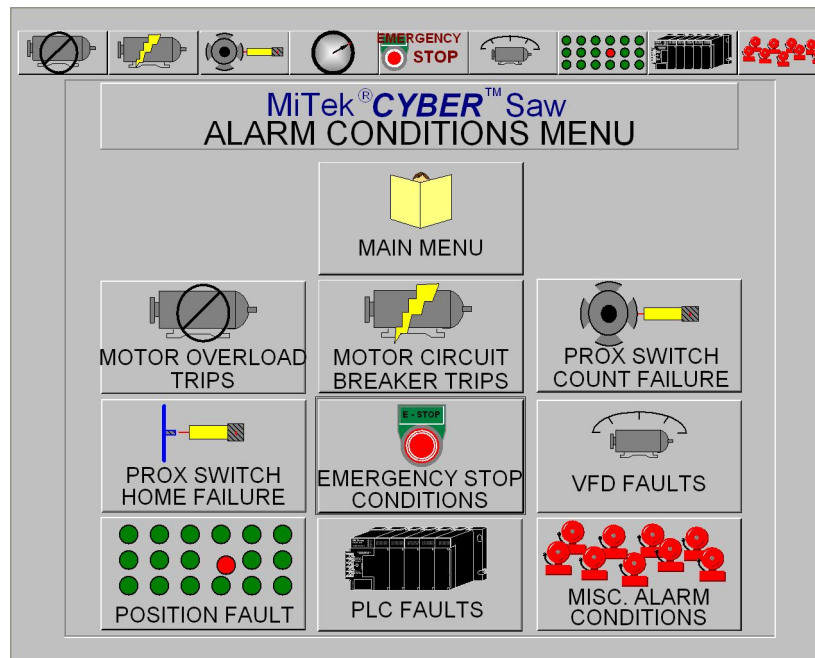 EMERGENCY
STOP
MiTek®CYBER™Saw
ALARM CONDITIONS MENU
MAIN MENU
MOTOR OVERLOAD
TRIPS
MOTOR CIRCUIT
BREAKER TRIPS
PROX SWITCH
COUNT FAILURE
PROX SWITCH
HOME FAILURE
E - STOP
EMERGENCY STOP
CONDITIONS
VFD FAULTS
POSITION FAULT
PLC FAULTS
MISC. ALARM
CONDITIONS